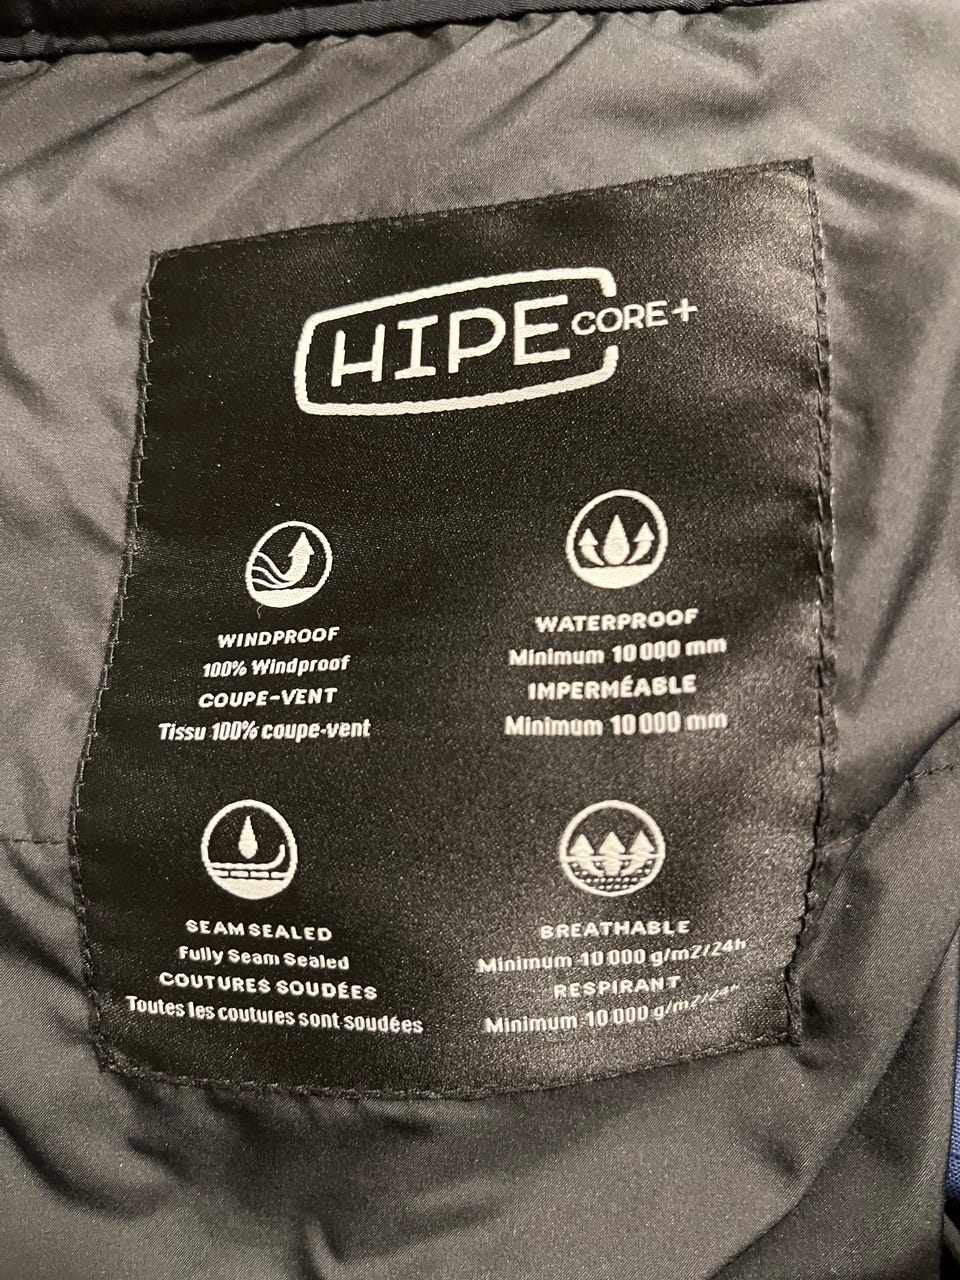 HIPE CORE+
WINDPROOF
100% Windproof
COUPE-VENT
Tissu 100% coupe-vent
WATERPROOF
Minimum 10 000 mm
IMPERMÉABLE
Minimum 10 000 mm
SEAM SEALED
Fully Seam Sealed
COUTURES SOUDÉES
Toutes les coutures sont soudées
BREATHABLE
Minimum 10 000 g/m2/24h
RESPIRANT
Minimum 10 000 g/m2/24h